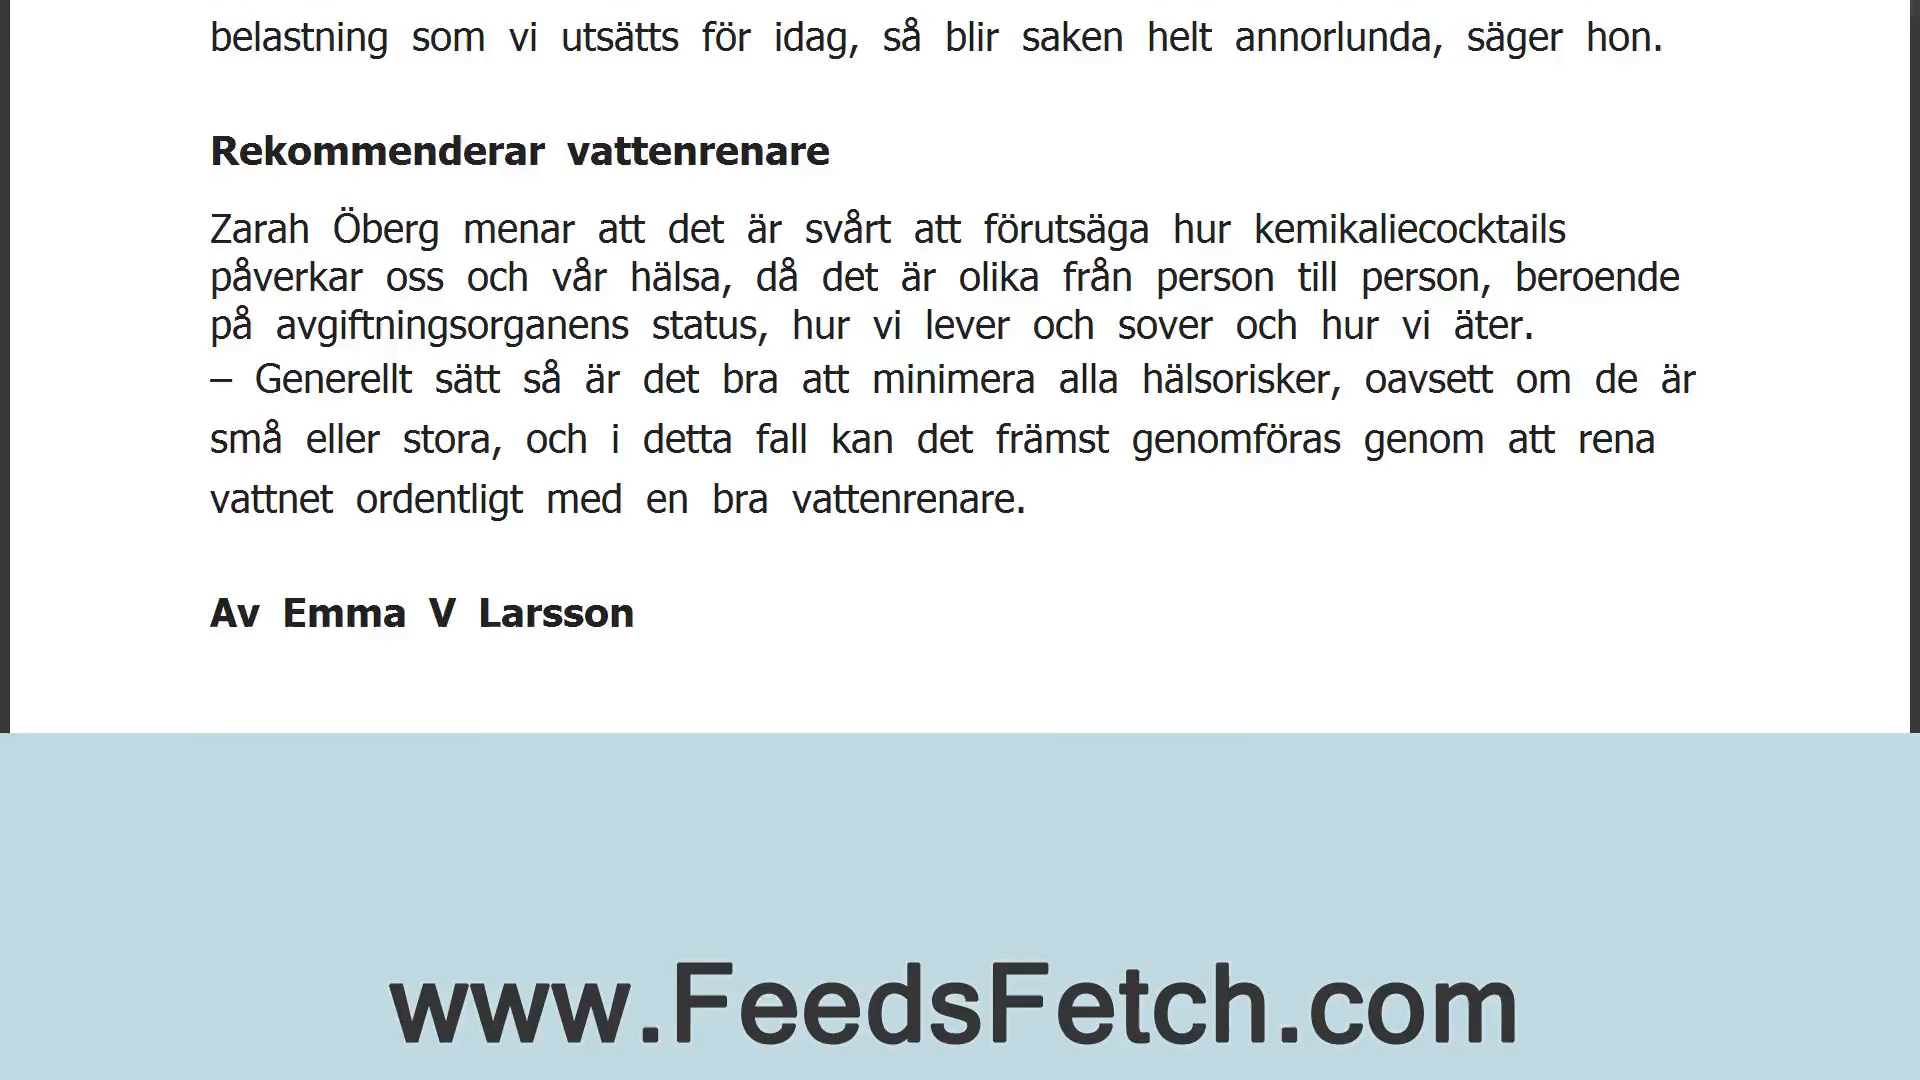 belastning som vi utsätts för idag, så blir saken helt annorlunda, säger hon.
Rekommenderar vattenrenare
Zarah Öberg menar att det är svårt att förutsäga hur kemikaliecocktails
påverkar oss och vår hälsa, då det är olika från person till person, beroende
på avgiftningsorganens status, hur vi lever och sover och hur vi äter.
– Generellt sätt så är det bra att minimera alla hälsorisker, oavsett om de är
små eller stora, och i detta fall kan det främst genomföras genom att rena
vattnet ordentligt med en bra vattenrenare.
Av Emma V Larsson
www.FeedsFetch.com